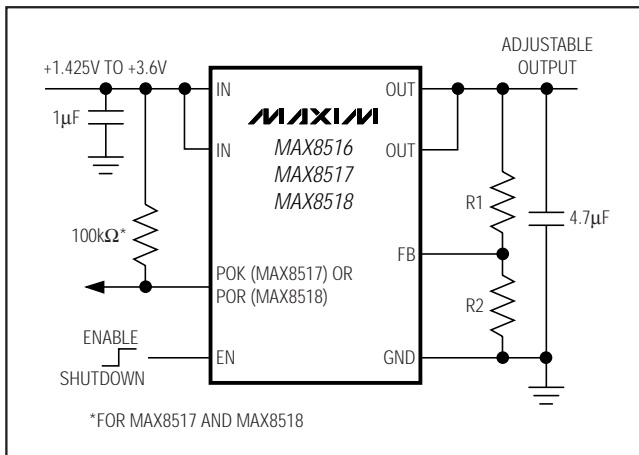 +1.425V TO +3.6V
ADJUSTABLE
OUTPUT
IN
OUT
1µF
MAXIM
IN
OUT
MAX8516
MAX8517
MAX8518
R1
4.7µF
100kΩ*
FB
POK (MAX8517) OR
POR (MAX8518)
R2
ENABLE
EN
GND
SHUTDOWN
*FOR MAX8517 AND MAX8518